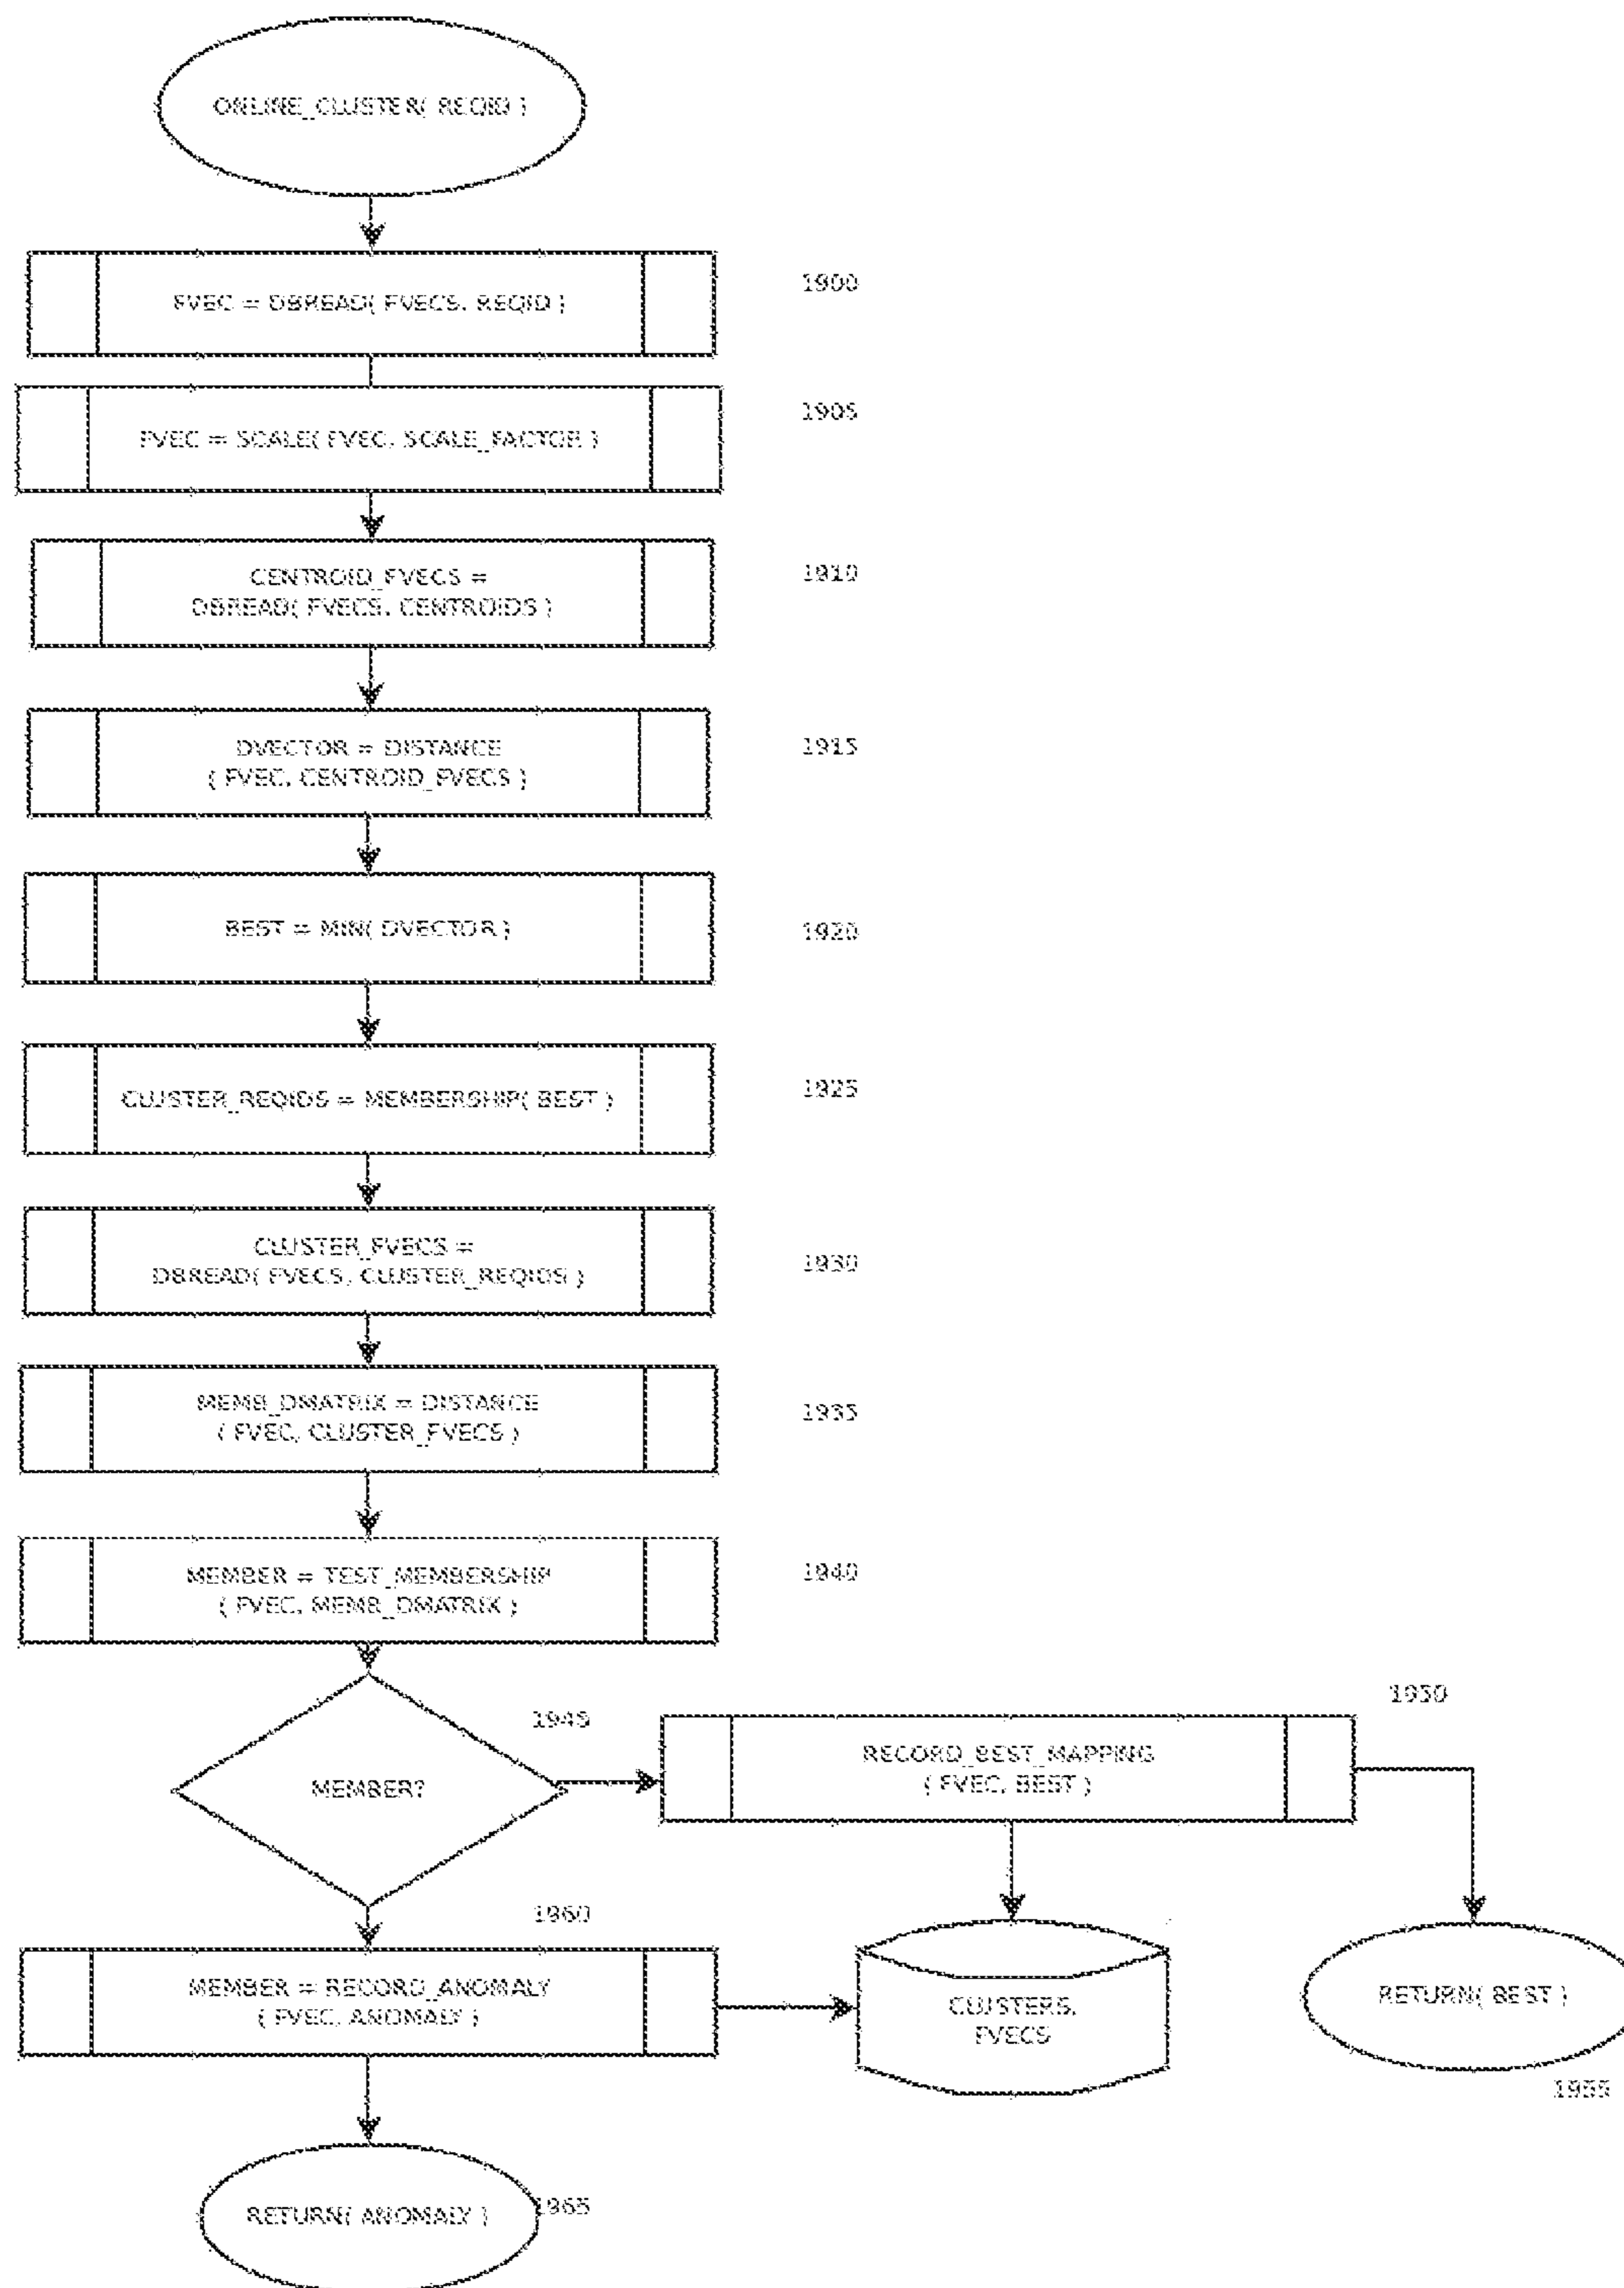 ONLINE_CLUSTER( REQID )
FVEC = DBREAD( FVECS, REQID )
1900
FVEC = SCALE( FVEC, SCALE_FACTOR )
1905
CENTROID_FVECS =
DBREAD( FVECS, CENTROIDS )
1910
DVECTOR = DISTANCE
( FVEC, CENTROID_FVECS )
1915
BEST = MIN( DVECTOR )
1920
CLUSTER_REQIDS = MEMBERSHIP( BEST )
1925
CLUSTER_FVECS =
DBREAD( FVECS, CLUSTER_REQIDS )
1930
MEMB_DMATRIX = DISTANCE
( FVEC, CLUSTER_FVECS )
1935
MEMBER = TEST_MEMBERSHIP
( FVEC, MEMB_DMATRIX )
1940
MEMBER?
1945
RECORD_BEST_MAPPING
( FVEC, BEST )
1950
MEMBER = RECORD_ANOMALY
( FVEC, ANOMALY )
1960
CLUSTERS,
FVECS
RETURN( BEST )
1955
RETURN( ANOMALY )
1965